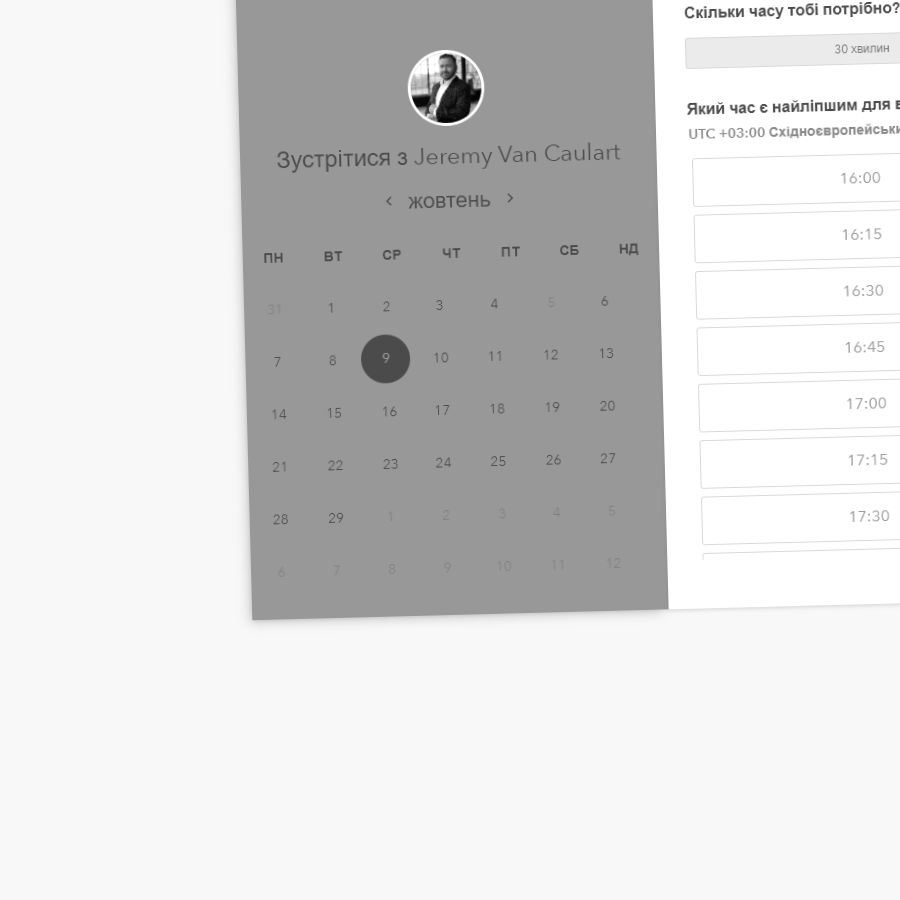 Зустрітися з Jeremy Van Caulart
‹ жовтень ›
ПН ВТ СР ЧТ ПТ СБ НД
31 1 2 3 4 5 6
7 8 9 10 11 12 13
14 15 16 17 18 19 20
21 22 23 24 25 26 27
28 29 1 2 3 4 5
6 7 8 9 10 11 12
Скільки часу тобі потрібно?
30 хвилин
Який час є найліпшим для
UTC +03:00
16:00
16:15
16:30
16:45
17:00
17:15
17:30